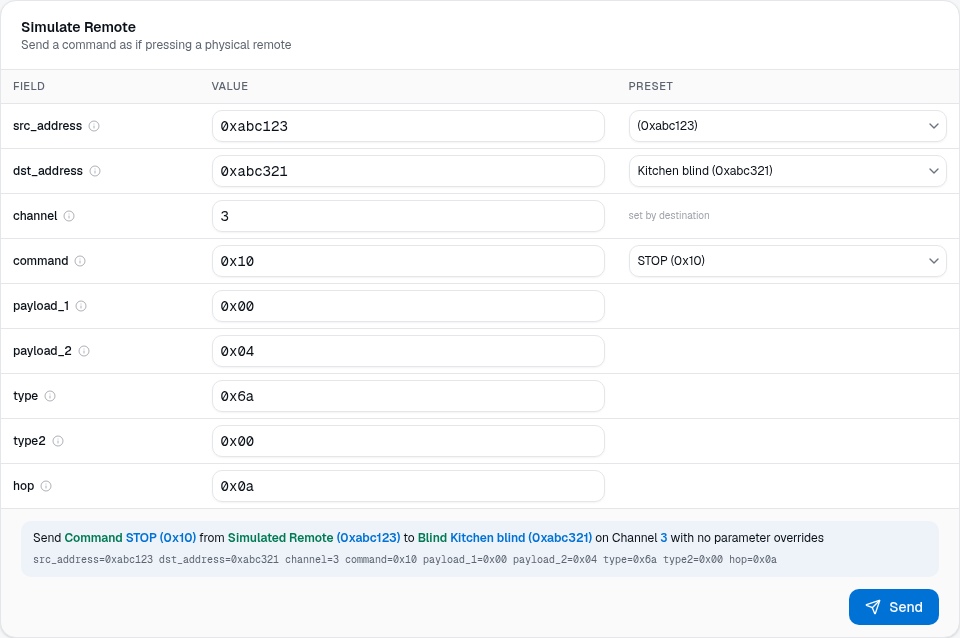 Simulate Remote
Send a command as if pressing a physical remote
FIELD VALUE PRESET
src_address 0xabc123 (0xabc123)
dst_address 0xabc321 Kitchen blind (0xabc321)
channel 3 set by destination
command 0x10 STOP (0x10)
payload_1 0x00
payload_2 0x04
type 0x6a
type2 0x00
hop 0x0a
Send Command STOP (0x10) from Simulated Remote (0xabc123) to Blind Kitchen blind (0xabc321) on Channel 3 with no parameter overrides
src_address=0xabc123 dst_address=0xabc321 channel=3 command=0x10 payload_1=0x00 payload_2=0x04 type=0x6a type2=0x00 hop=0x0a
Send